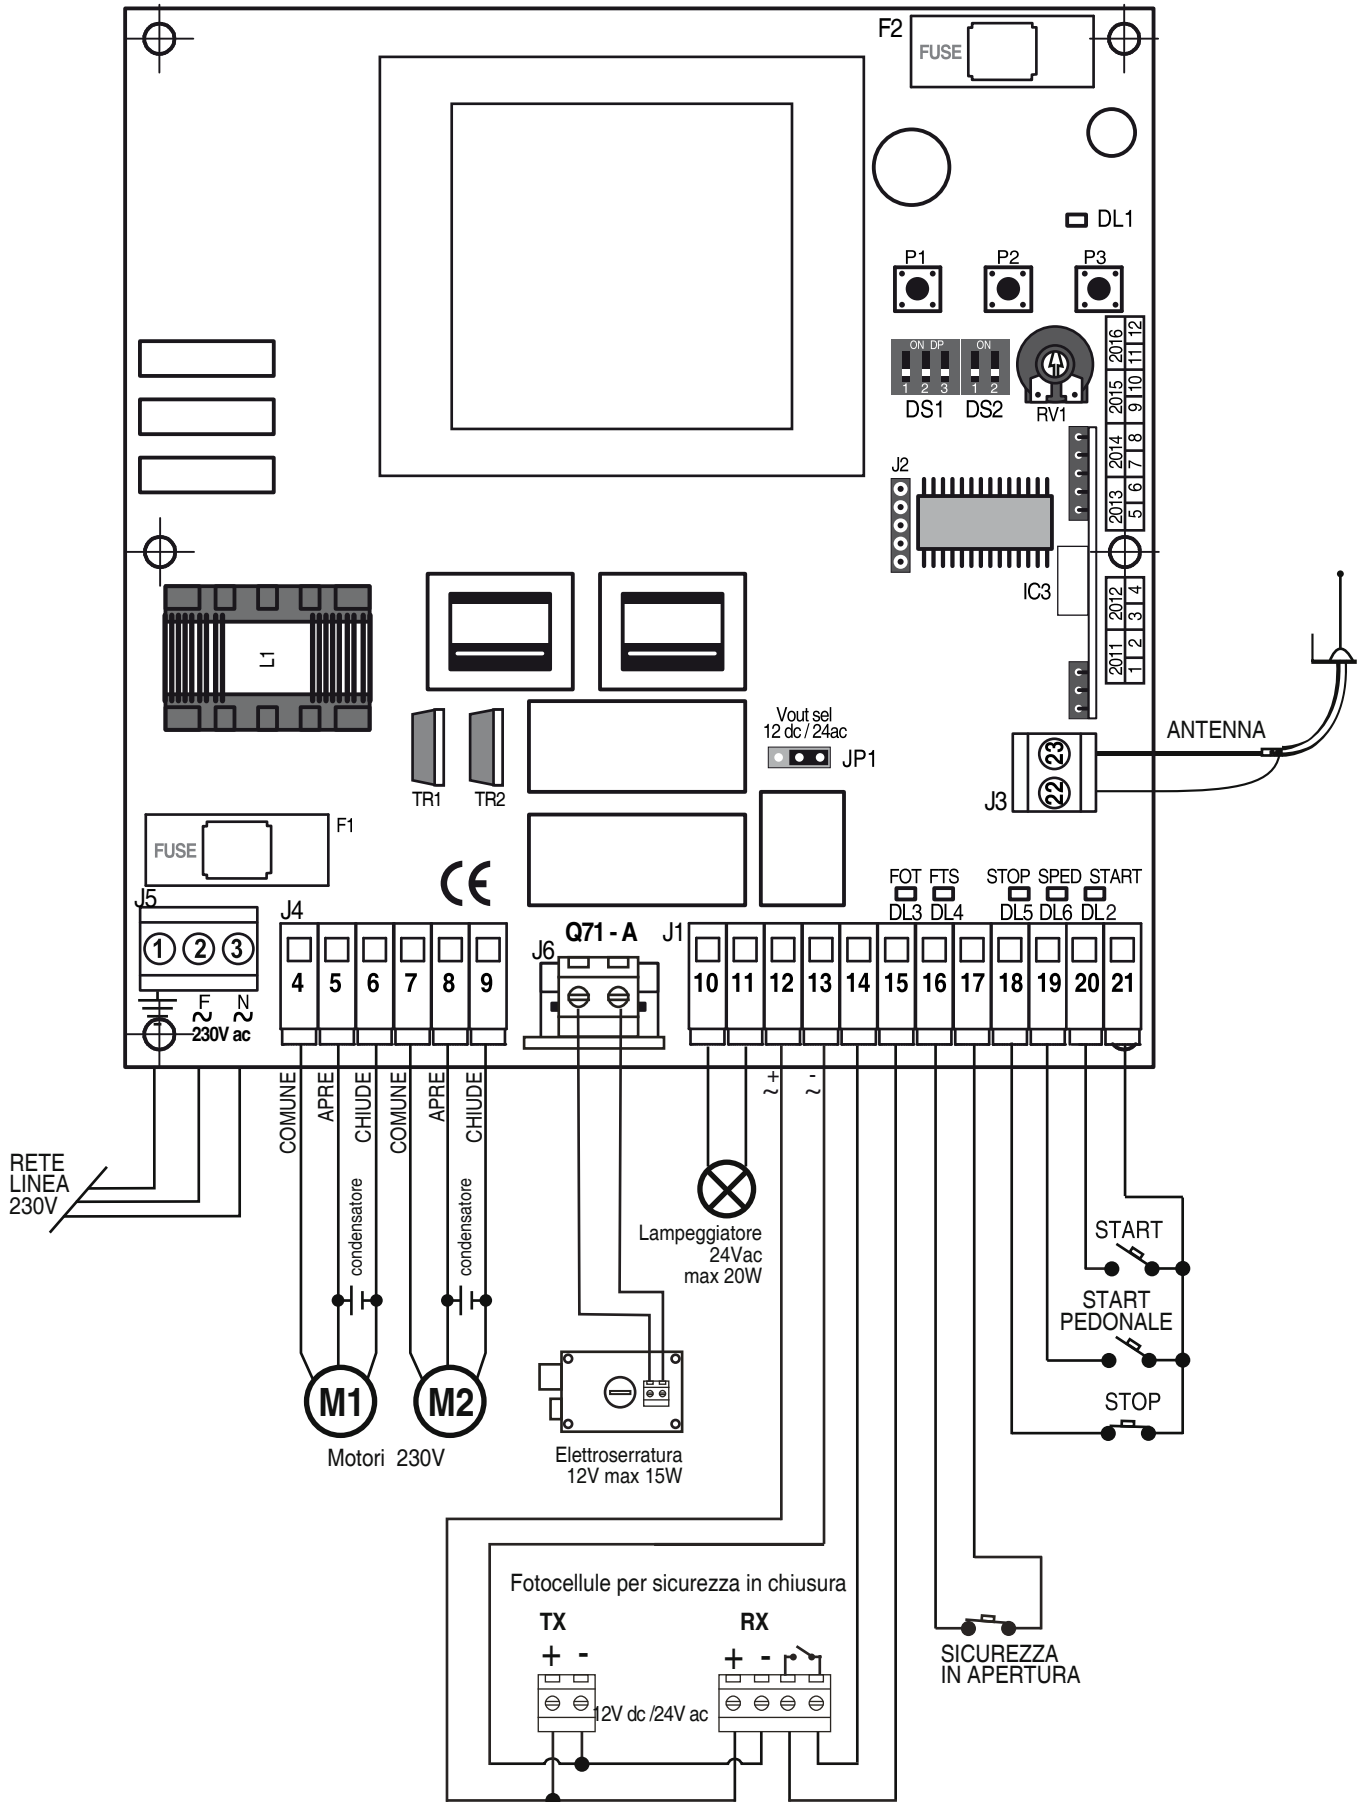 F2
FUSE
DL1
P1 P2 P3
ON DP ON
1 2 3 1 2
DS1 DS2
RV1
2016 12 11
2015 10 9
2014 8 7
2013 6 5
2012 4 3
2011 2 1
J2
IC3
L1
TR1 TR2
Vout sel
12 dc / 24ac
JP1
ANTENNA
J3
23
22
F1
FUSE
CE
FOT FTS STOP SPED START
DL3 DL4 DL5 DL6 DL2
J5
J4
Q71 - A
J6
J1
1 2 3
4 5 6 7 8 9
10 11 12 13 14 15 16 17 18 19 20 21
F N
~ ~
230V ac
COMUNE
APRE
CHIUDE
COMUNE
APRE
CHIUDE
~ +
~ -
RETE
LINEA
230V
condensatore
condensatore
M1 M2
Motori 230V
Lampeggiatore
24Vac
max 20W
Elettroserratura
12V max 15W
START
START
PEDONALE
STOP
Fotocellule per sicurezza in chiusura
TX RX
+ - + -
12V dc /24V ac
SICUREZZA
IN APERTURA